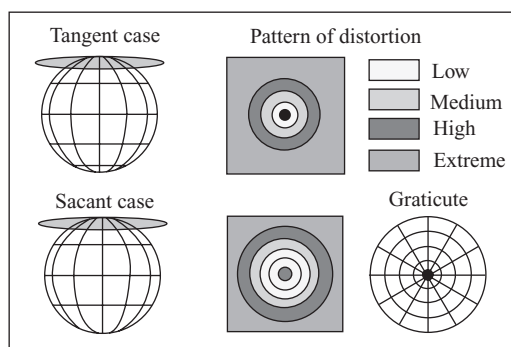 Tangent case
Pattern of distortion
Low
Medium
High
Extreme
Sacant case
Graticute